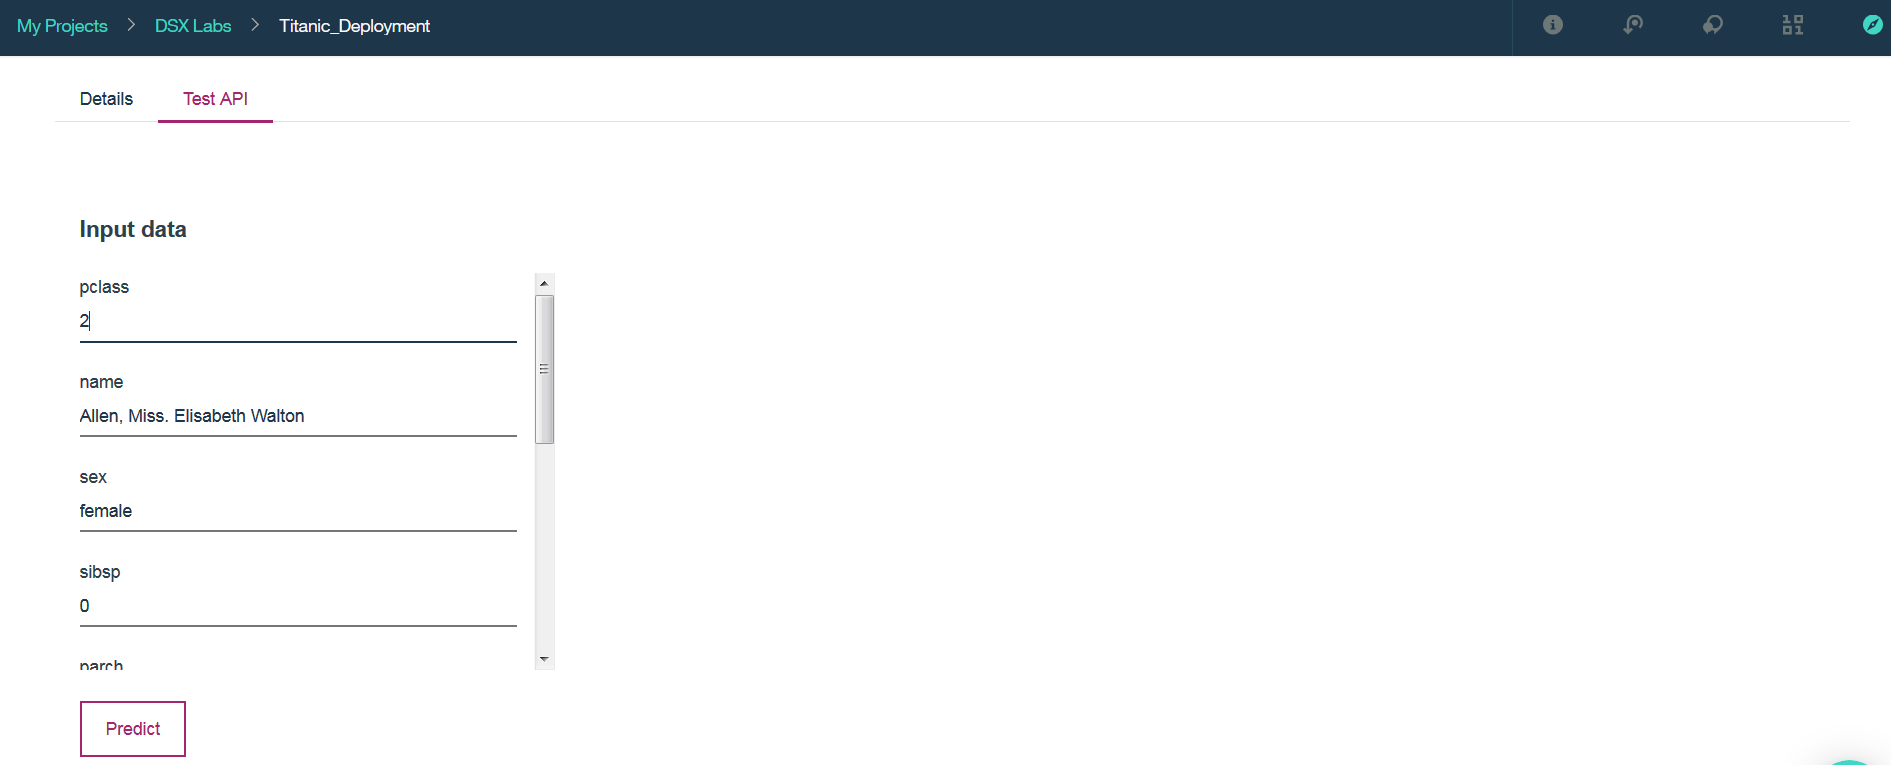 My Projects > DSX Labs > Titanic_Deployment
Details Test API
Input data
pclass
2
name
Allen, Miss. Elisabeth Walton
sex
female
sibsp
0
parch
Predict